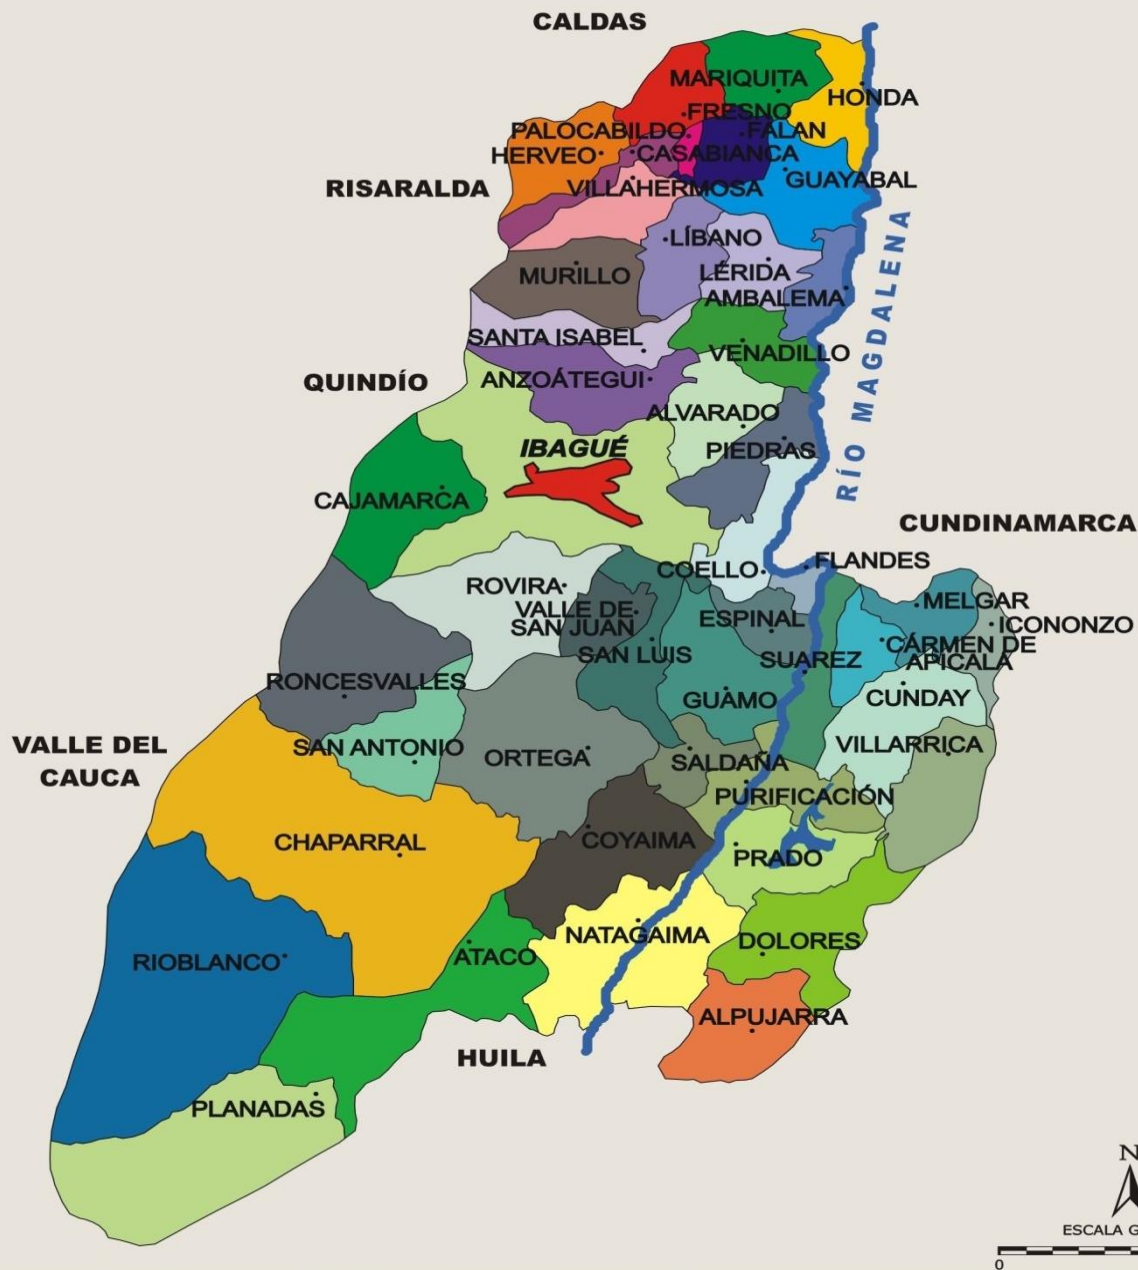 CALDAS
MARIQUITA
HONDA
FRESNO
PALOCABILDO
FALAN
HERVEO
CASABIANCA
GUAYABAL
RISARALDA
VILLAHERMOSA
LÍBANO
LÉRIDA
MURILLO
AMBALEMA
SANTA ISABEL
VENADILLO
RÍO MAGDALENA
QUINDÍO
ANZOÁTEGUI
ALVARADO
IBAGUÉ
PIEDRAS
CAJAMARCA
CUNDINAMARCA
COELLO
FLANDES
ROVIRA
MELGAR
VALLE DE
SAN JUAN
ESPINAL
ICONONZO
SAN LUIS
SUAREZ
CÁRMEN DE
APICALÁ
RONCESVALLES
GUAMO
CUNDAY
VALLE DEL
CAUCA
SAN ANTONIO
ORTEGA
SALDAÑA
VILLARRICA
PURIFICACIÓN
CHAPARRAL
COYAIMA
PRADO
RIOBLANCO
ATACO
NATAGAIMA
DOLORES
ALPUJARRA
HUILA
PLANADAS
N
ESCALA G
0